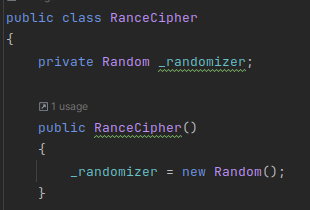 public class RanceCipher
{
private Random _randomizer;
1 usage
public RanceCipher()
{
_randomizer = new Random();
}